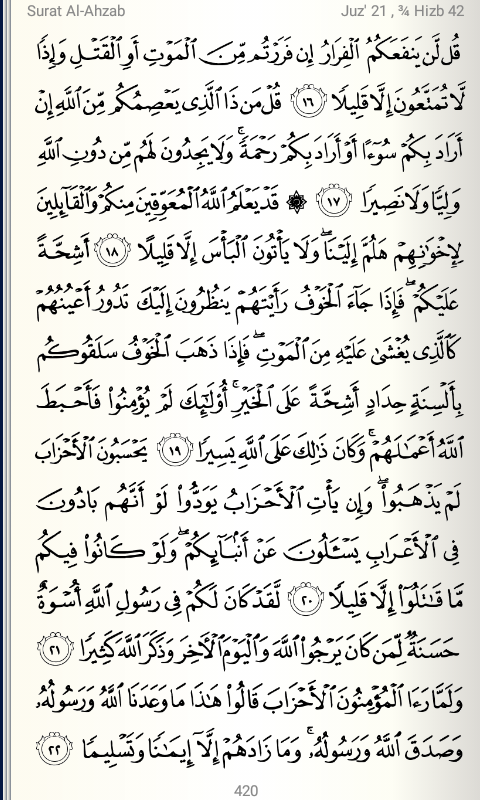 Surat Al-Ahzab Juz' 21 , ¾ Hizb 42
قُل لَّن يَنفَعَكُمُ ٱلْفِرَارُ إِن فَرَرْتُم مِّنَ ٱلْمَوْتِ أَوِ ٱلْقَتْلِ وَإِذًا
لَّا تُمَتَّعُونَ إِلَّا قَلِيلًا ١٦ قُلْ مَن ذَا ٱلَّذِى يَعْصِمُكُم مِّنَ ٱللَّهِ إِنْ
أَرَادَ بِكُمْ سُوٓءًا أَوْ أَرَادَ بِكُمْ رَحْمَةً ۚ وَلَا يَجِدُونَ لَهُم مِّن دُونِ ٱللَّهِ
وَلِيًّا وَلَا نَصِيرًا ١٧ ۞ قَدْ يَعْلَمُ ٱللَّهُ ٱلْمُعَوِّقِينَ مِنكُمْ وَٱلْقَآئِلِينَ
لِإِخْوَٰنِهِمْ هَلُمَّ إِلَيْنَا ۖ وَلَا يَأْتُونَ ٱلْبَأْسَ إِلَّا قَلِيلًا ١٨ أَشِحَّةً
عَلَيْكُمْ ۖ فَإِذَا جَآءَ ٱلْخَوْفُ رَأَيْتَهُمْ يَنظُرُونَ إِلَيْكَ تَدُورُ أَعْيُنُهُمْ
كَٱلَّذِى يُغْشَىٰ عَلَيْهِ مِنَ ٱلْمَوْتِ ۖ فَإِذَا ذَهَبَ ٱلْخَوْفُ سَلَقُوكُم
بِأَلْسِنَةٍ حِدَادٍ أَشِحَّةً عَلَى ٱلْخَيْرِ ۚ أُو۟لَٰٓئِكَ لَمْ يُؤْمِنُوا۟ فَأَحْبَطَ
ٱللَّهُ أَعْمَٰلَهُمْ ۚ وَكَانَ ذَٰلِكَ عَلَى ٱللَّهِ يَسِيرًا ١٩ يَحْسَبُونَ ٱلْأَحْزَابَ
لَمْ يَذْهَبُوا۟ ۖ وَإِن يَأْتِ ٱلْأَحْزَابُ يَوَدُّوا۟ لَوْ أَنَّهُم بَادُونَ
فِى ٱلْأَعْرَابِ يَسْـَٔلُونَ عَنْ أَنۢبَآئِكُمْ ۖ وَلَوْ كَانُوا۟ فِيكُم
مَّا قَٰتَلُوٓا۟ إِلَّا قَلِيلًا ٢٠ لَّقَدْ كَانَ لَكُمْ فِى رَسُولِ ٱللَّهِ أُسْوَةٌ
حَسَنَةٌ لِّمَن كَانَ يَرْجُوا۟ ٱللَّهَ وَٱلْيَوْمَ ٱلْـَٔاخِرَ وَذَكَرَ ٱللَّهَ كَثِيرًا ٢١
وَلَمَّا رَءَا ٱلْمُؤْمِنُونَ ٱلْأَحْزَابَ قَالُوا۟ هَٰذَا مَا وَعَدَنَا ٱللَّهُ وَرَسُولُهُۥ
وَصَدَقَ ٱللَّهُ وَرَسُولُهُۥ ۚ وَمَا زَادَهُمْ إِلَّآ إِيمَٰنًا وَتَسْلِيمًا ٢٢
420